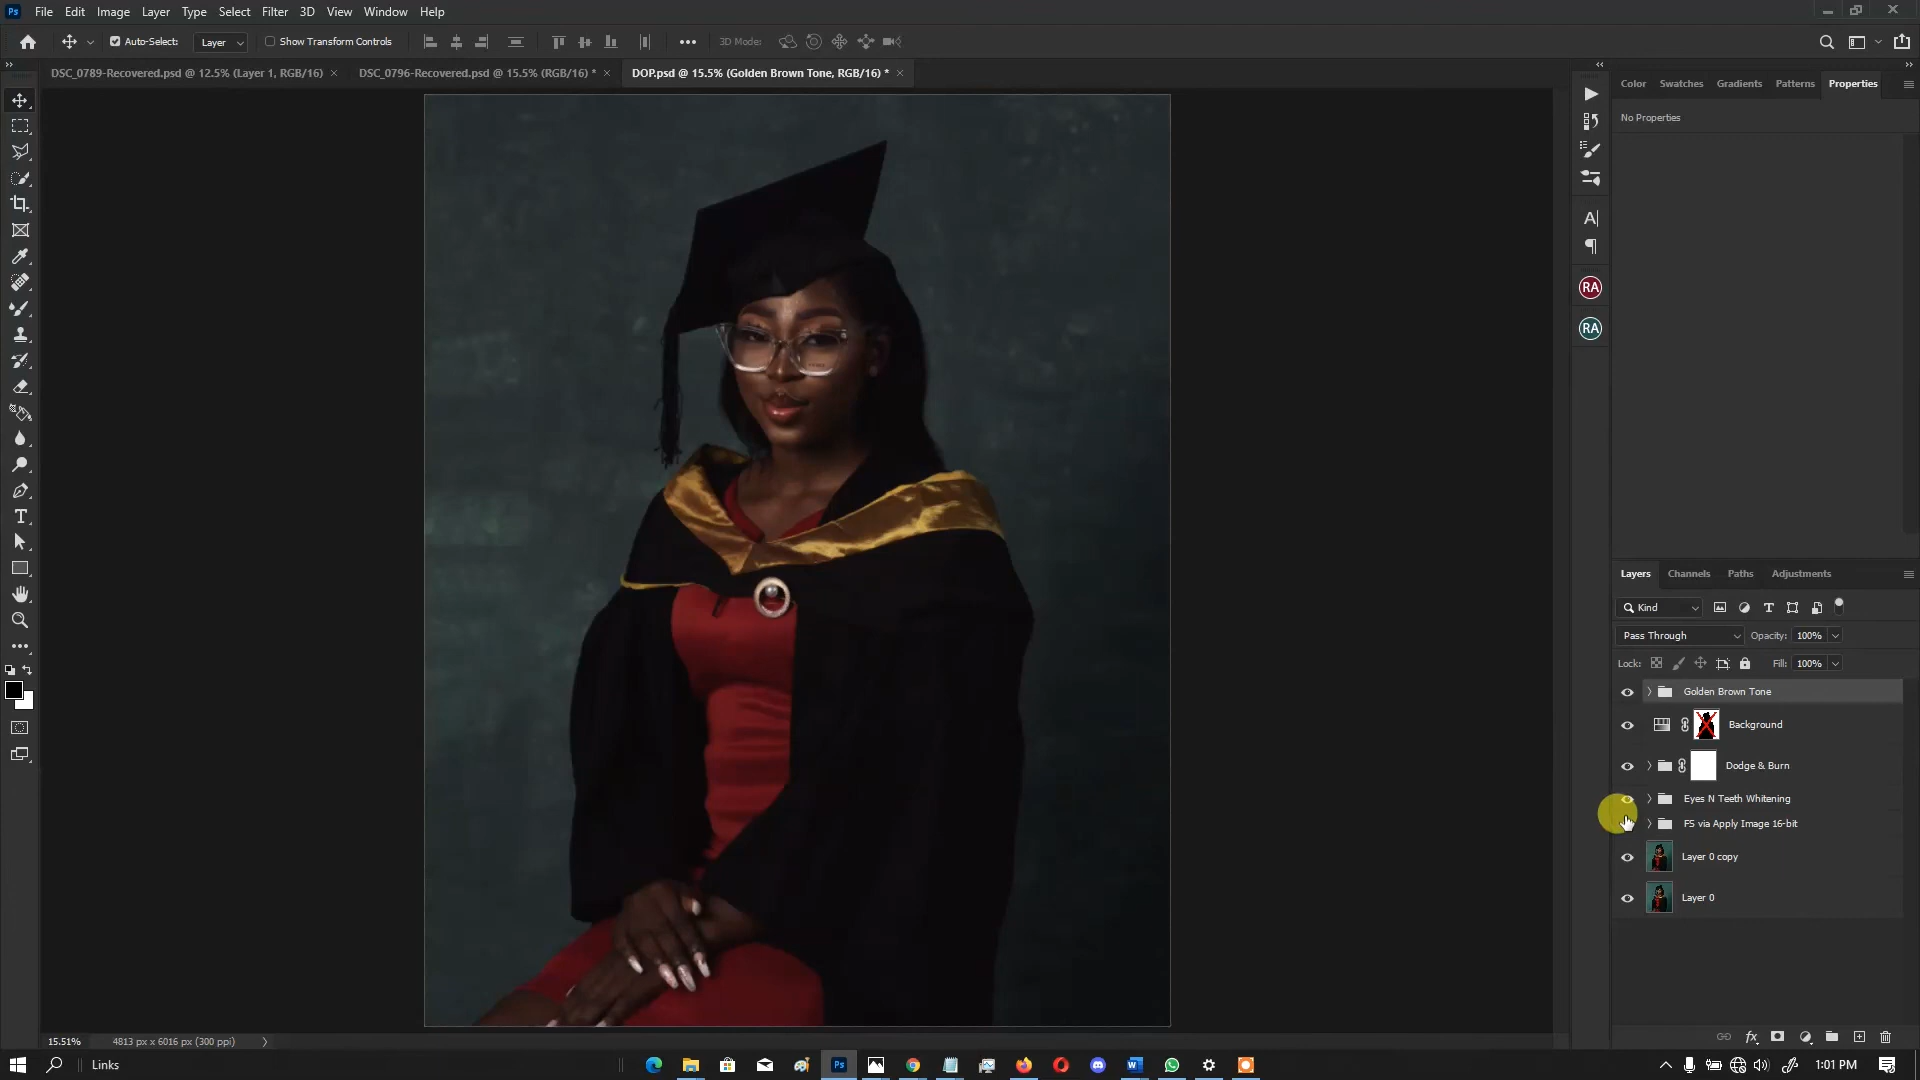 Ps File Edit Image Layer Type Select Filter 3D View Window Help
Auto-Select: Layer Show Transform Controls 3D Mode:
DSC_0789-Recovered.psd @ 12.5% (Layer 1, RGB/16) × DSC_0796-Recovered.psd @ 15.5% (RGB/16) * × DOP.psd @ 15.5% (Golden Brown Tone, RGB/16) * ×
Color Swatches Gradients Patterns Properties
No Properties
RA
RA
Layers Channels Paths Adjustments
Kind
Pass Through Opacity: 100%
Lock: Fill: 100%
Golden Brown Tone
Background
Dodge & Burn
Eyes N Teeth Whitening
FS via Apply Image 16-bit
Layer 0 copy
Layer 0
15.51% 4813 px x 6016 px (300 ppi)
Links 1:01 PM